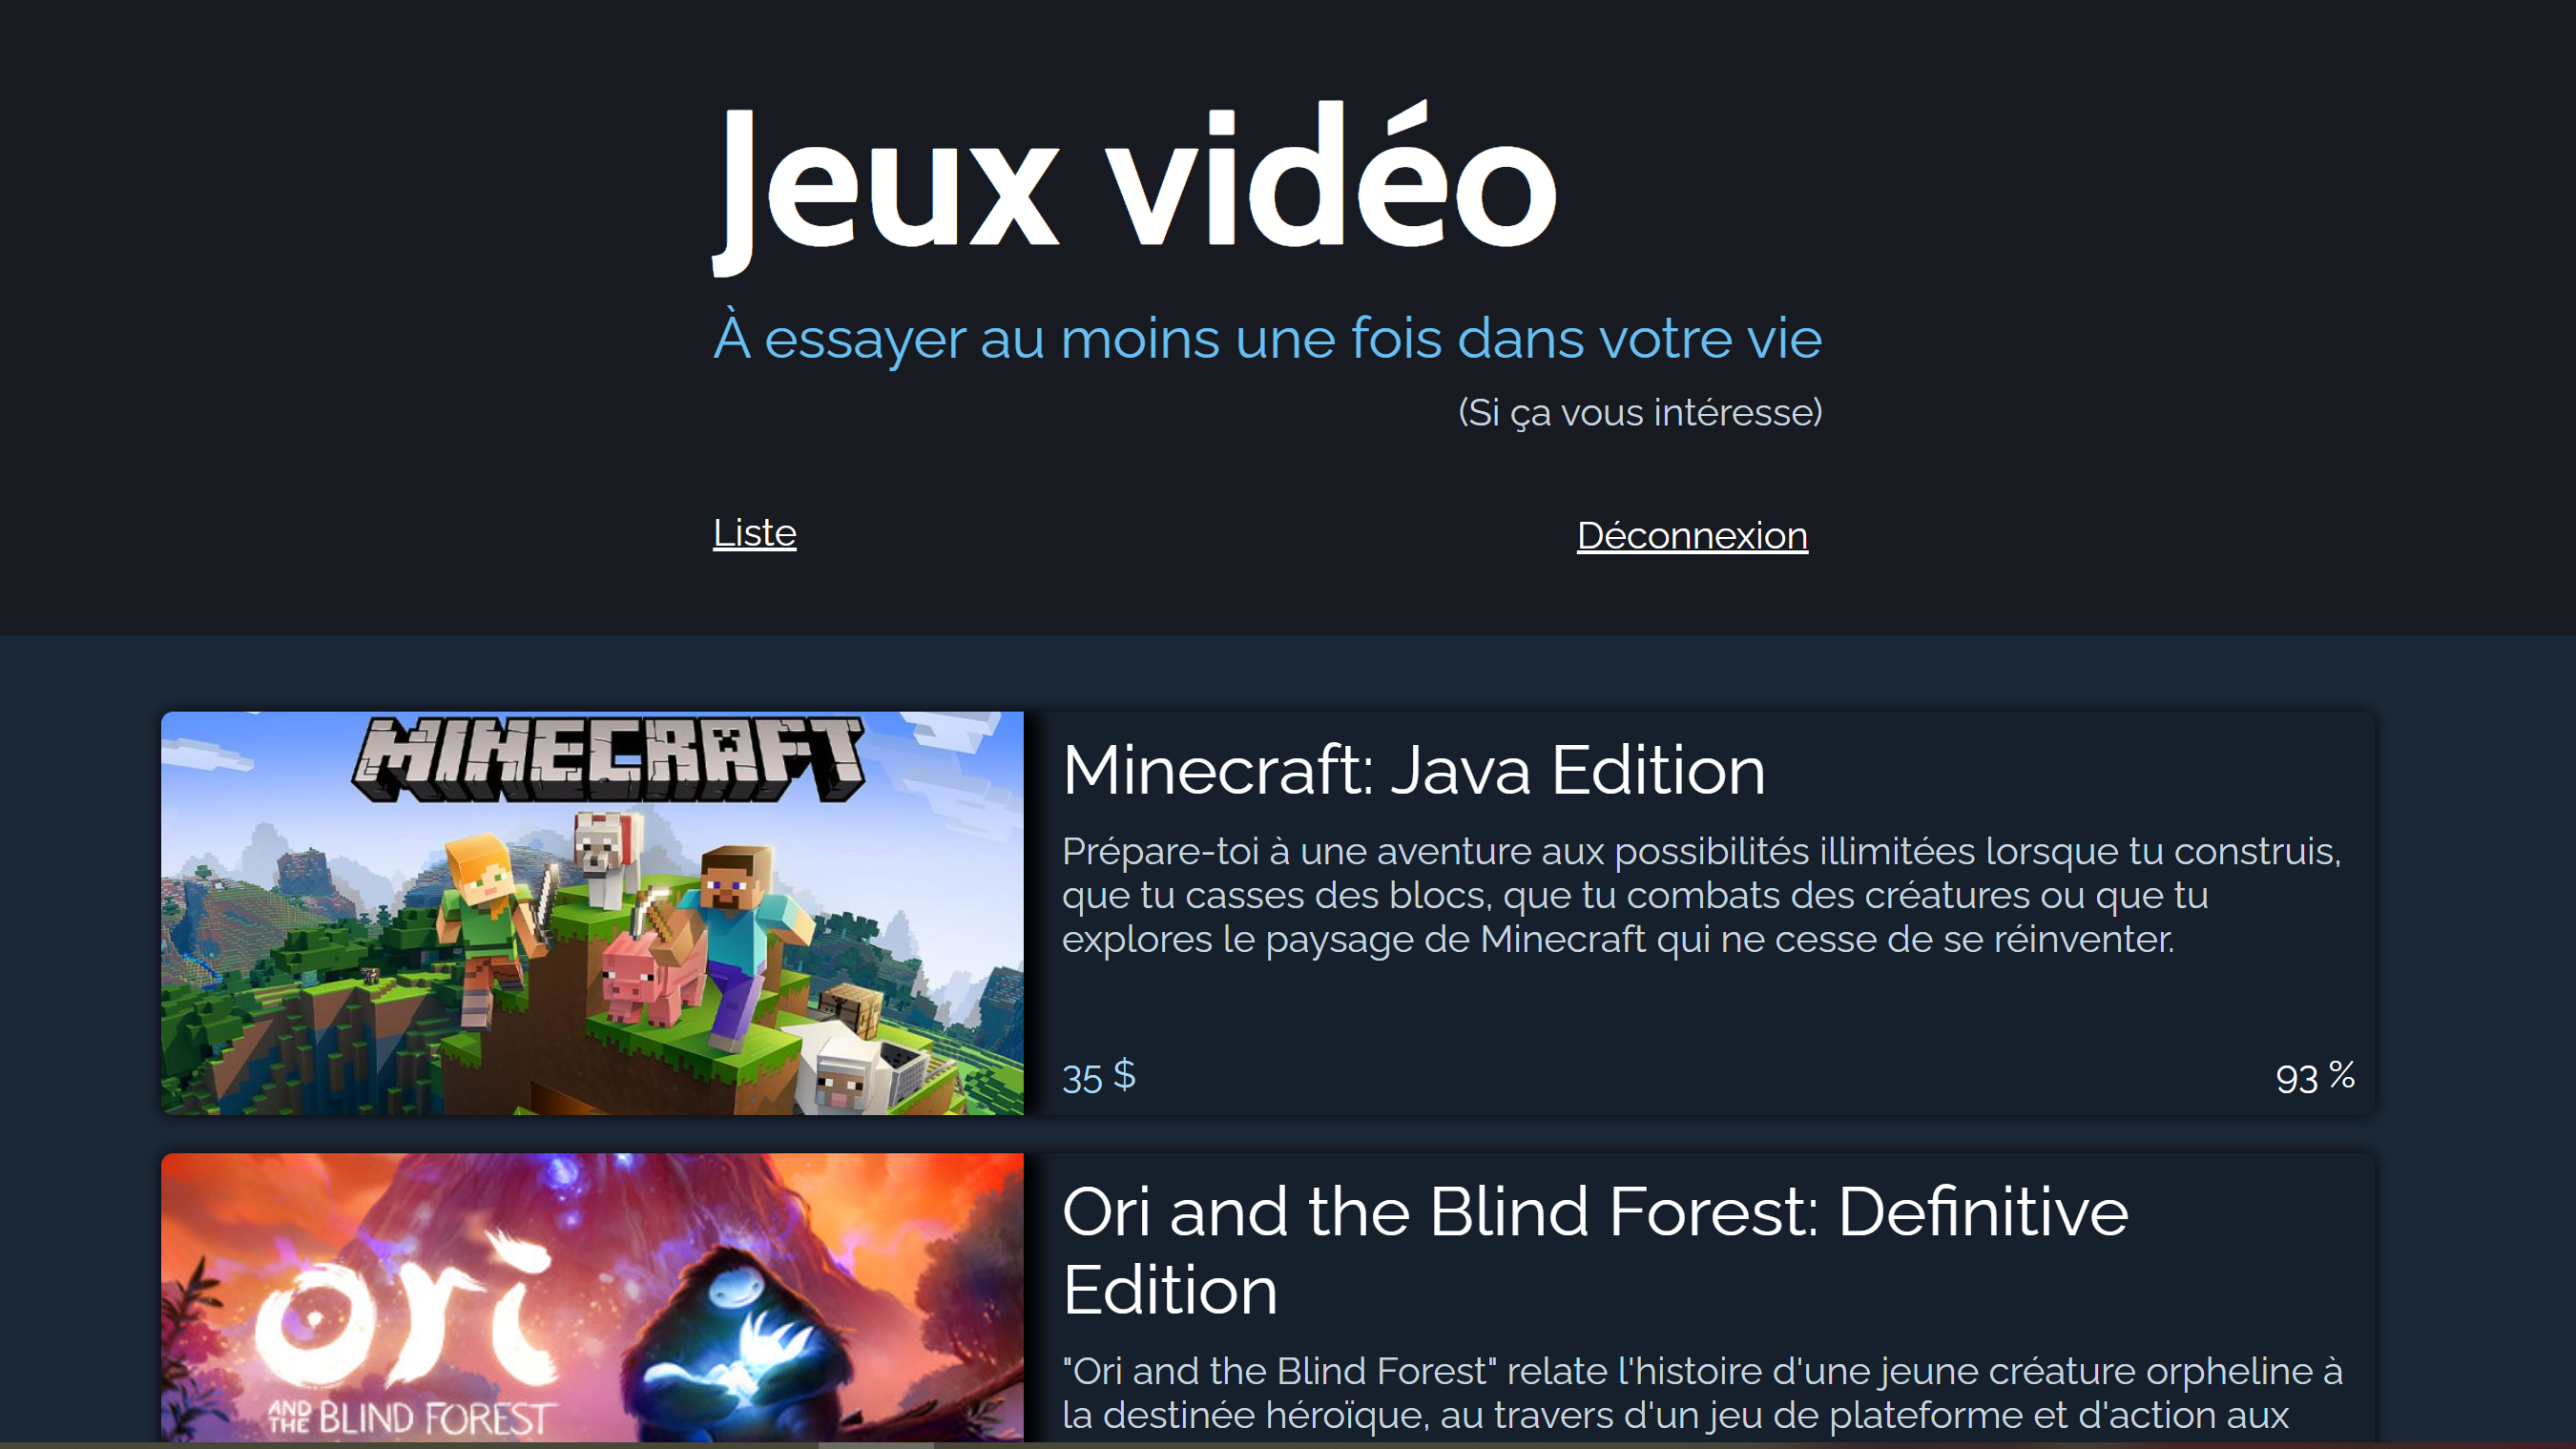 Jeux vidéo
À essayer au moins une fois dans votre vie
(Si ça vous intéresse)
Liste
Déconnexion
MINECRAFT
Minecraft: Java Edition
Prépare-toi à une aventure aux possibilités illimitées lorsque tu construis,
que tu casses des blocs, que tu combats des créatures ou que tu
explores le paysage de Minecraft qui ne cesse de se réinventer.
35 $
93 %
ori
AND THE BLIND FOREST
Ori and the Blind Forest: Definitive
Edition
"Ori and the Blind Forest" relate l'histoire d'une jeune créature orpheline à
la destinée héroïque, au travers d'un jeu de plateforme et d'action aux